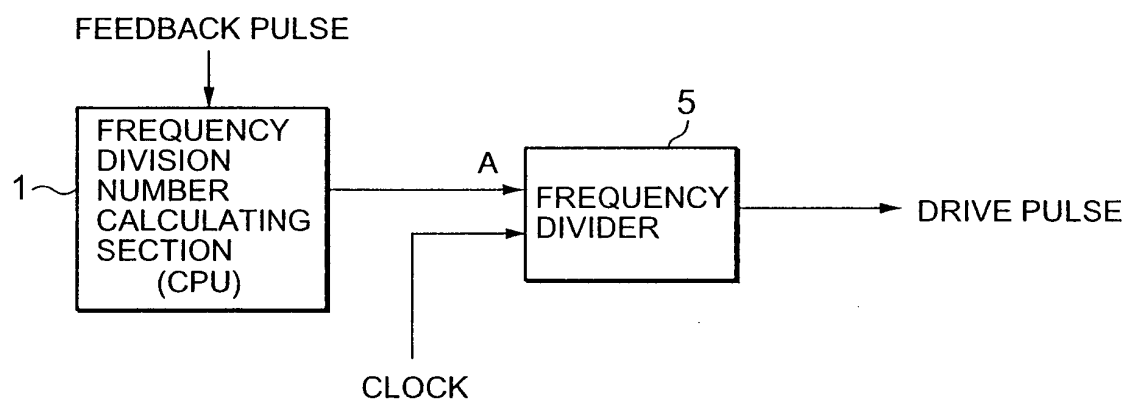 FEEDBACK PULSE
1
FREQUENCY
DIVISION
NUMBER
CALCULATING
SECTION
(CPU)
A
5
FREQUENCY
DIVIDER
DRIVE PULSE
CLOCK